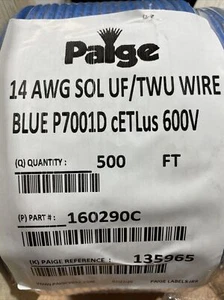 Paige
14 AWG SOL UF/TWU WIRE
BLUE P7001D cETLus 600V
(Q) QUANTITY : 500 FT
(P) PART # : 160290C
(K) PAIGE REFERENCE : 135965